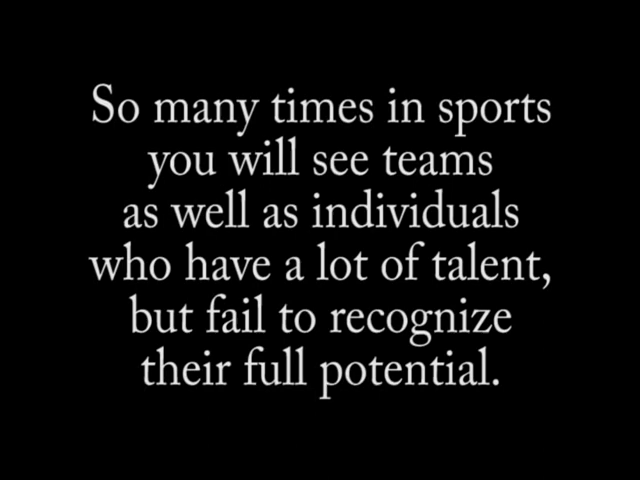 So many times in sports
you will see teams
as well as individuals
who have a lot of talent,
but fail to recognize
their full potential.